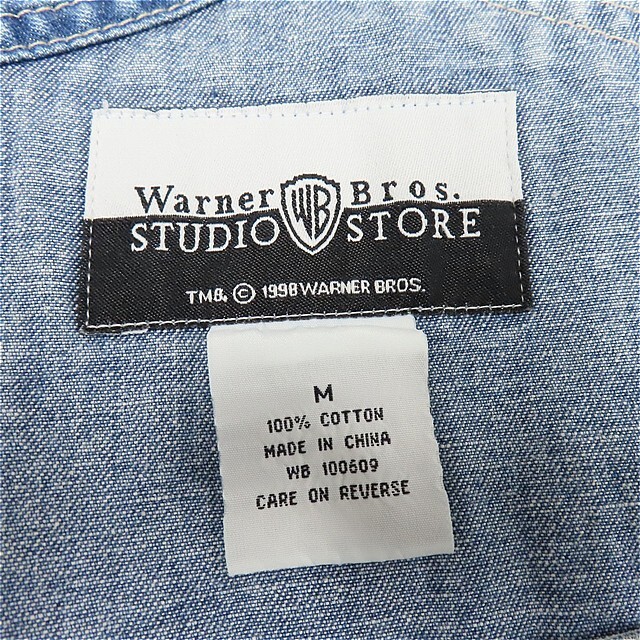 Warner WB Bros.
STUDIO STORE
TM&. © 1998 WARNER BROS.
M
100% COTTON
MADE IN CHINA
WB 100609
CARE ON REVERSE